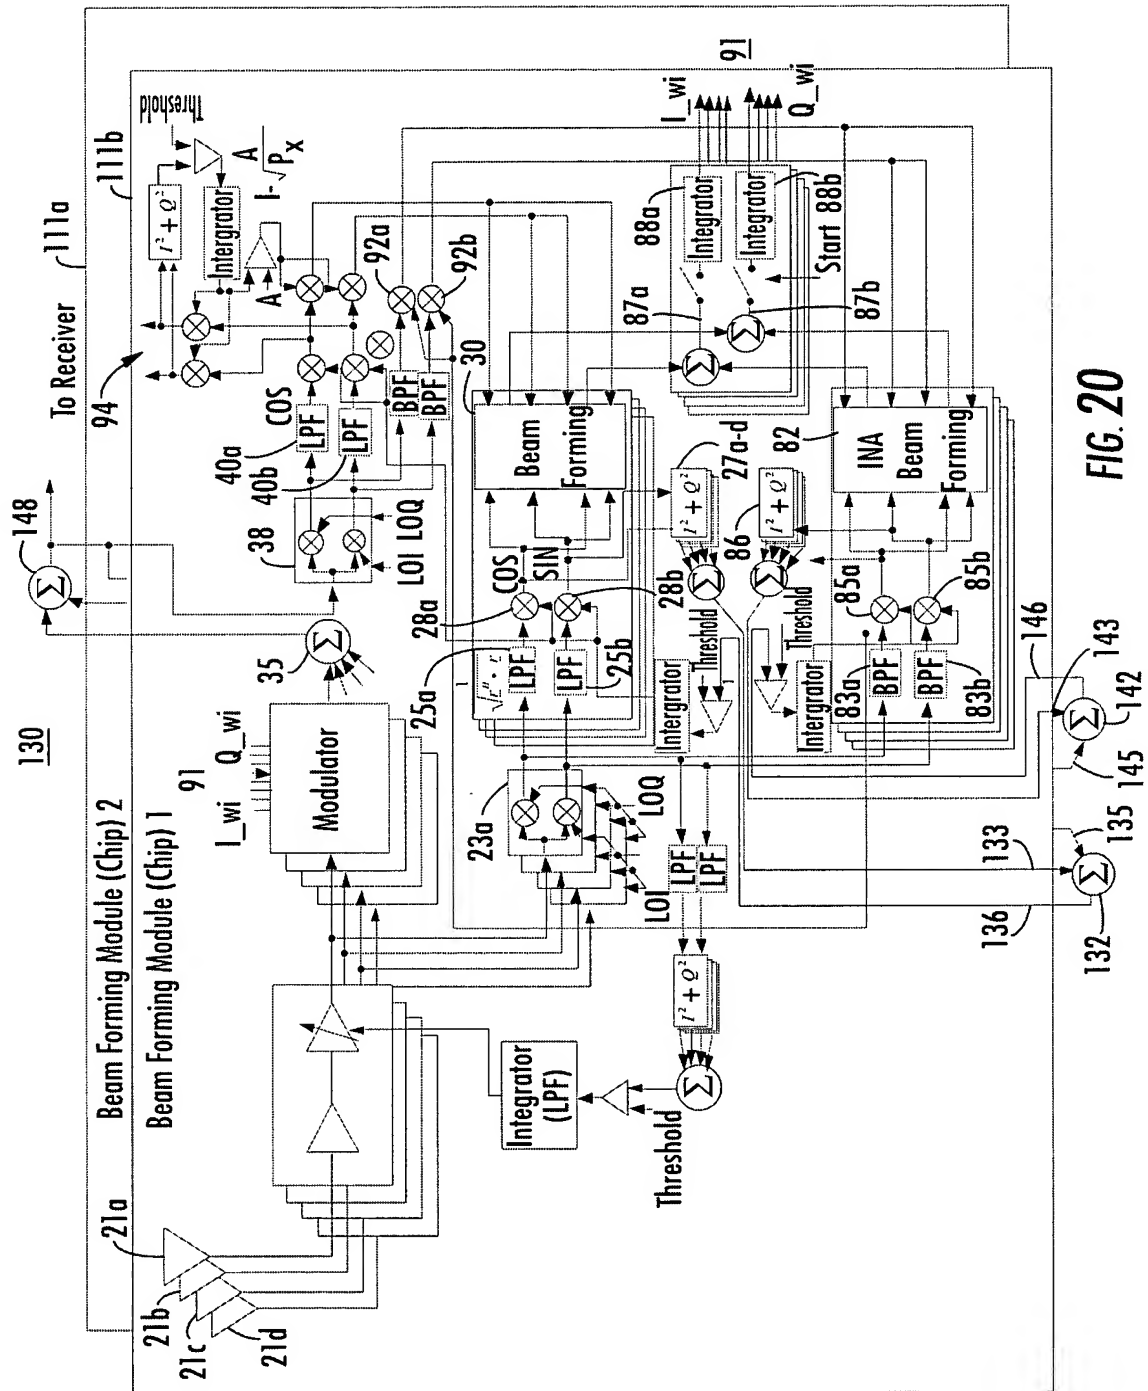 130
Beam Forming Module (Chip) 2
Beam Forming Module (Chip) 1
111a
111b
To Receiver
94
148
35
21a
21b
21c
21d
91
I_wi Q_wi
Modulator
38
LOI LOQ
40a
40b
LPF
LPF
COS
BPF
BPF
92a
92b
Threshold
I² + Q²
Intergrator
A
I- A/√Pₓ
Integrator
(LPF)
Threshold
I² + Q²
LPF
LPF
23a
LOI
LOQ
25a
25b
LPF
LPF
28a
28b
COS
SIN
30
Beam
Forming
27a-d
I² + Q²
86
I² + Q²
Threshold
Intergrator
Threshold
Intergrator
82
INA
Beam
Forming
83a
83b
BPF
BPF
85a
85b
87a
87b
88a
88b
Integrator
Integrator
Start
I_wi
91
Q_wi
136
133
135
132
145
142
143
146
FIG. 20